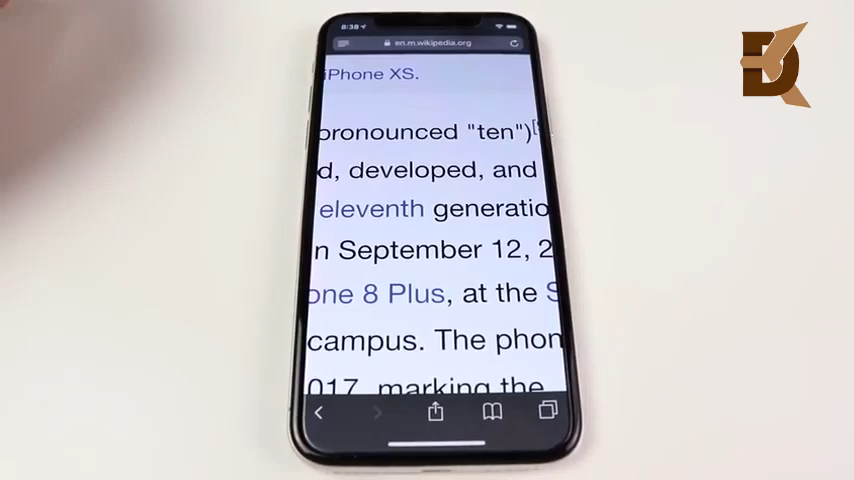 8:38
en.m.wikipedia.org
iPhone XS.
pronounced "ten")[
d, developed, and
eleventh generatio
n September 12, 2
one 8 Plus, at the S
campus. The phon
017, marking the